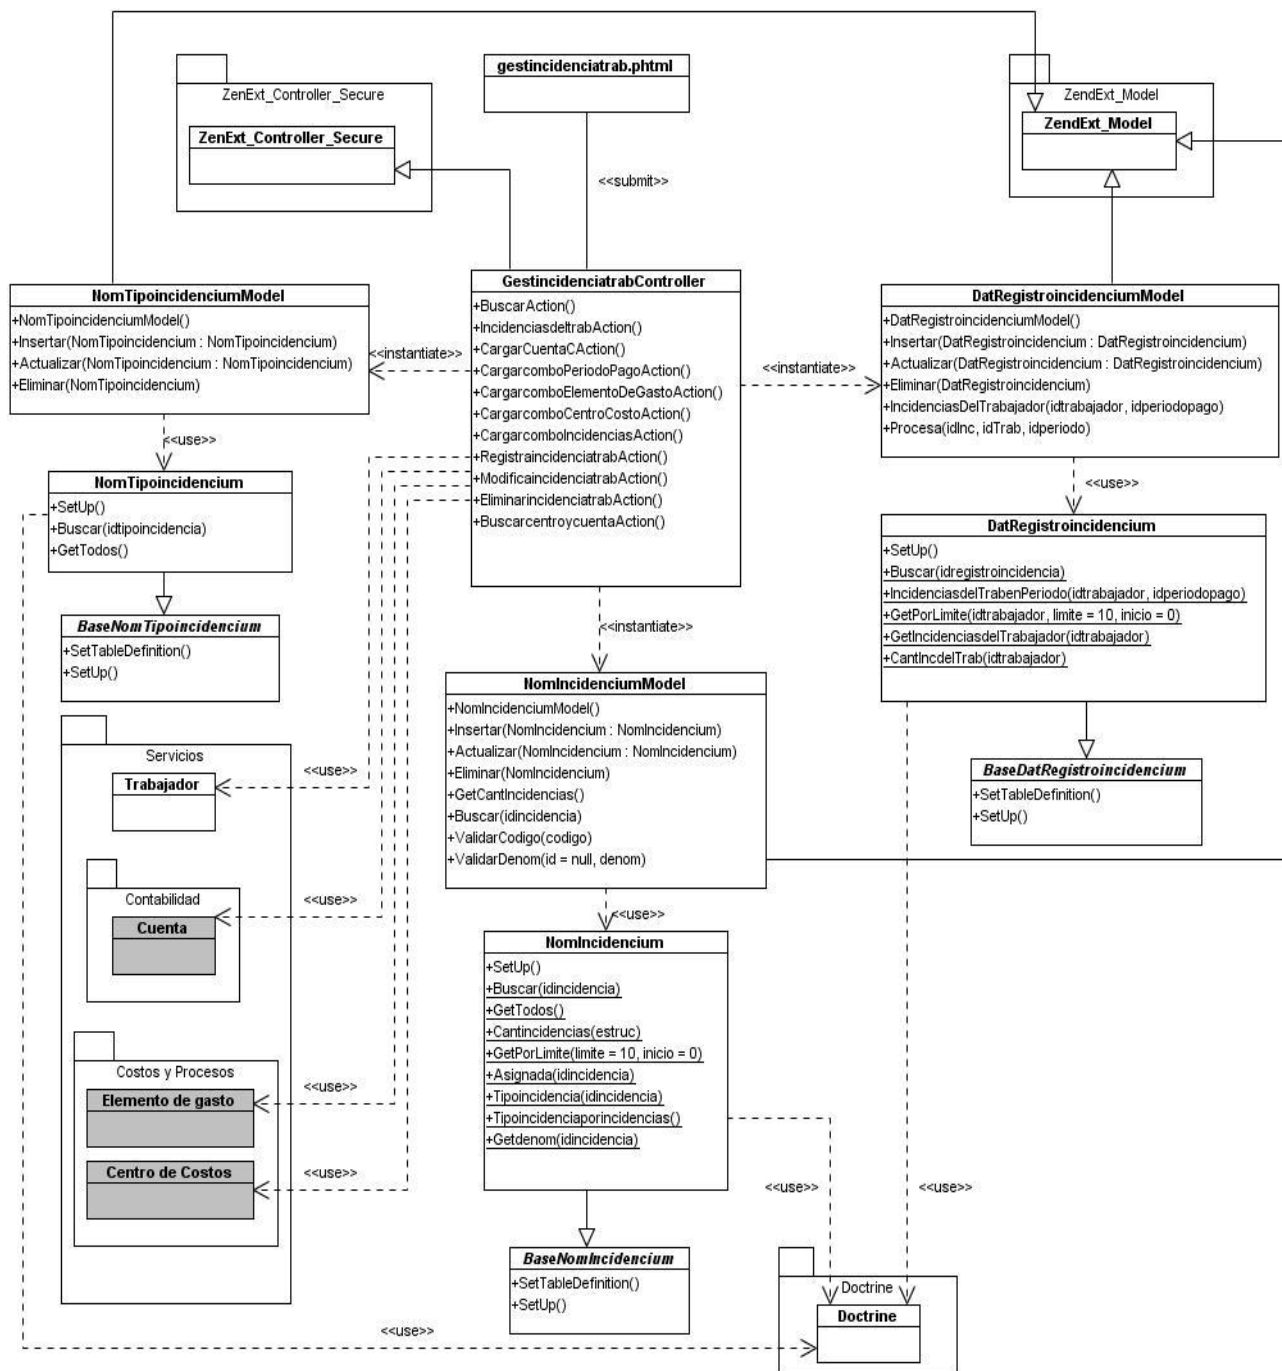 gestincidenciatrab.phtml
ZenExt_Controller_Secure
ZenExt_Controller_Secure
ZendExt_Model
ZendExt_Model
<<submit>>
GestincidenciatrabController
+BuscarAction()
+IncidenciasdeltrabAction()
+CargarCuentaCAction()
+CargarcomboPeriodoPagoAction()
+CargarcomboElementoDeGastoAction()
+CargarcomboCentroCostoAction()
+CargarcomboIncidenciasAction()
+RegistraincidenciatrabAction()
+ModificaincidenciatrabAction()
+EliminarincidenciatrabAction()
+BuscarcentroycuentaAction()
NomTipoincidenciumModel
+NomTipoincidenciumModel()
+Insertar(NomTipoincidencium : NomTipoincidencium)
+Actualizar(NomTipoincidencium : NomTipoincidencium)
+Eliminar(NomTipoincidencium)
<<instantiate>>
<<instantiate>>
DatRegistroincidenciumModel
+DatRegistroincidenciumModel()
+Insertar(DatRegistroincidencium : DatRegistroincidencium)
+Actualizar(DatRegistroincidencium : DatRegistroincidencium)
+Eliminar(DatRegistroincidencium)
+IncidenciasDelTrabajador(idtrabajador, idperiodopago)
+Procesa(idInc, idTrab, idperiodo)
<<use>>
NomTipoincidencium
+SetUp()
+Buscar(idtipoincidencia)
+GetTodos()
<<use>>
DatRegistroincidencium
+SetUp()
+Buscar(idregistroincidencia)
+IncidenciasdelTrabenPeriodo(idtrabajador, idperiodopago)
+GetPorLimite(idtrabajador, limite = 10, inicio = 0)
+GetIncidenciasdelTrabajador(idtrabajador)
+CantIncdelTrab(idtrabajador)
BaseNomTipoincidencium
+SetTableDefinition()
+SetUp()
<<instantiate>>
NomIncidenciumModel
+NomIncidenciumModel()
+Insertar(NomIncidencium : NomIncidencium)
+Actualizar(NomIncidencium : NomIncidencium)
+Eliminar(NomIncidencium)
+GetCantIncidencias()
+Buscar(idincidencia)
+ValidarCodigo(codigo)
+ValidarDenom(id = null, denom)
BaseDatRegistroincidencium
+SetTableDefinition()
+SetUp()
Servicios
Trabajador
<<use>>
Contabilidad
Cuenta
<<use>>
<<use>>
NomIncidencium
+SetUp()
+Buscar(idincidencia)
+GetTodos()
+Cantincidencias(estruc)
+GetPorLimite(limite = 10, inicio = 0)
+Asignada(idincidencia)
+Tipoincidencia(idincidencia)
+Tipoincidenciaporincidencias()
+Getdenom(idincidencia)
Costos y Procesos
Elemento de gasto
<<use>>
Centro de Costos
<<use>>
<<use>>
<<use>>
BaseNomIncidencium
+SetTableDefinition()
+SetUp()
Doctrine
Doctrine
<<use>>